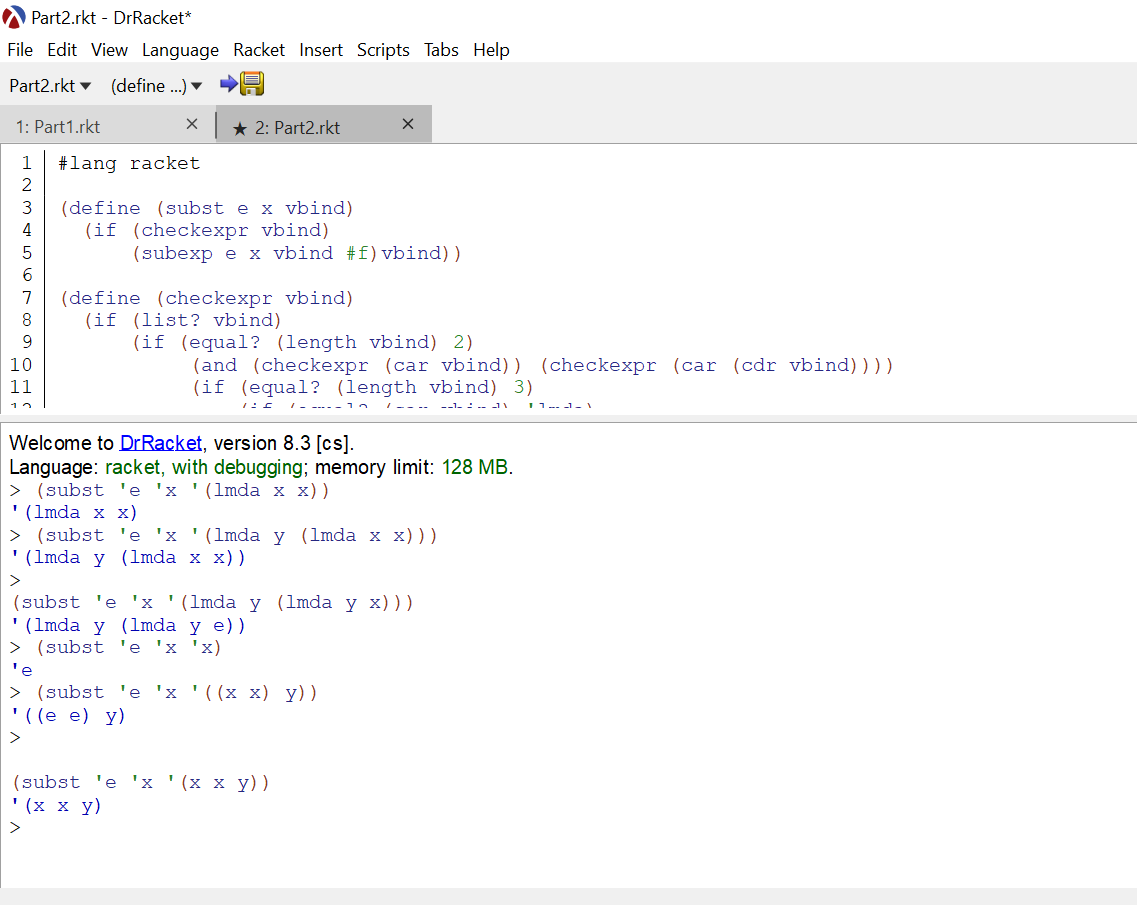 Part2.rkt - DrRacket*
File Edit View Language Racket Insert Scripts Tabs Help
Part2.rkt (define ...)
1: Part1.rkt ★ 2: Part2.rkt
1 #lang racket
2
3 (define (subst e x vbind)
4   (if (checkexpr vbind)
5       (subexp e x vbind #f)vbind))
6
7 (define (checkexpr vbind)
8   (if (list? vbind)
9       (if (equal? (length vbind) 2)
10           (and (checkexpr (car vbind)) (checkexpr (car (cdr vbind))))
11           (if (equal? (length vbind) 3)
12               (if (equal? (car vbind) 'lmda)
Welcome to DrRacket, version 8.3 [cs].
Language: racket, with debugging; memory limit: 128 MB.
> (subst 'e 'x '(lmda x x))
'(lmda x x)
> (subst 'e 'x '(lmda y (lmda x x)))
'(lmda y (lmda x x))
>
(subst 'e 'x '(lmda y (lmda y x)))
'(lmda y (lmda y e))
> (subst 'e 'x 'x)
'e
> (subst 'e 'x '((x x) y))
'((e e) y)
>
(subst 'e 'x '(x x y))
'(x x y)
>